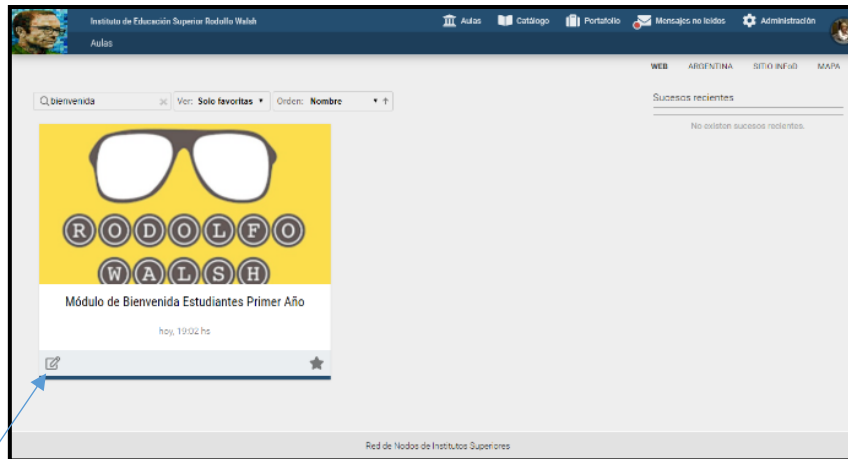 Instituto de Educación Superior Rodolfo Walsh
Aulas
Catálogo
Portafolio
Mensajes no leídos
Administración
Aulas
WEB
ARGENTINA
SITIO INFoD
MAPA
bienvenida
Ver: Solo favoritas
Orden: Nombre
Sucesos recientes
No existen sucesos recientes.
RODOLFO
WALSH
Módulo de Bienvenida Estudiantes Primer Año
hoy, 19:02 hs
Red de Nodos de Institutos Superiores